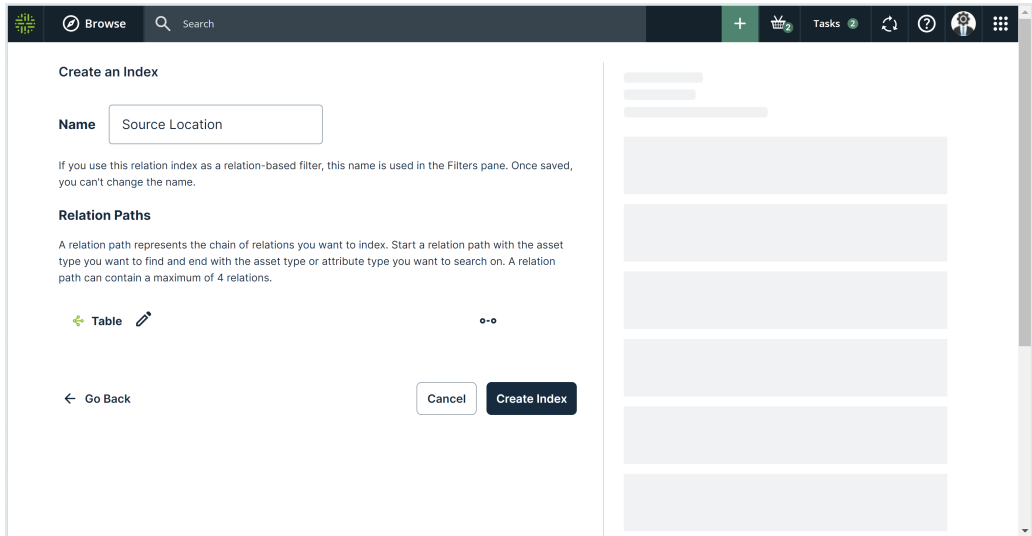 Browse
Search
2
Tasks 2
Create an Index
Name
Source Location
If you use this relation index as a relation-based filter, this name is used in the Filters pane. Once saved,
you can't change the name.
Relation Paths
A relation path represents the chain of relations you want to index. Start a relation path with the asset
type you want to find and end with the asset type or attribute type you want to search on. A relation
path can contain a maximum of 4 relations.
Table
Go Back
Cancel
Create Index